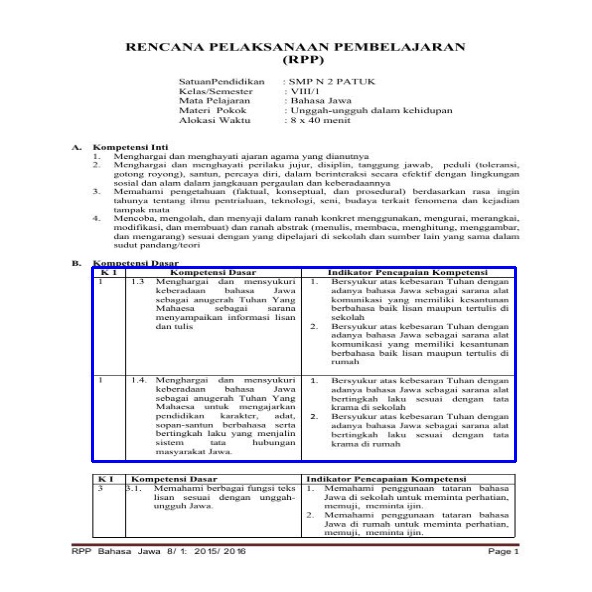 RENCANA PELAKSANAAN PEMBELAJARAN
(RPP)
SatuanPendidikan : SMP N 2 PATUK
Kelas/Semester : VIII/1
Mata Pelajaran : Bahasa Jawa
Materi Pokok : Unggah-ungguh dalam kehidupan
Alokasi Waktu : 8 x 40 menit
A. Kompetensi Inti
1. Menghargai dan menghayati ajaran agama yang dianutnya
2. Menghargai dan menghayati perilaku jujur, disiplin, tanggung jawab, peduli (toleransi,
gotong royong), santun, percaya diri, dalam berinteraksi secara efektif dengan lingkungan
sosial dan alam dalam jangkauan pergaulan dan keberadaannya
3. Memahami pengetahuan (faktual, konseptual, dan prosedural) berdasarkan rasa ingin
tahunya tentang ilmu pentrialuan, teknologi, seni, budaya terkait fenomena dan kejadian
tampak mata
4. Mencoba, mengolah, dan menyaji dalam ranah konkret menggunakan, mengurai, merangkai,
modifikasi, dan membuat) dan ranah abstrak (menulis, membaca, menghitung, menggambar,
dan mengarang) sesuai dengan yang dipelajari di sekolah dan sumber lain yang sama dalam
sudut pandang/teori
B. Kompetensi Dasar
K 1 Kompetensi Dasar Indikator Pencapaian Kompetensi
1 1.3 Menghargai dan mensyukuri
keberadaan bahasa Jawa
sebagai anugerah Tuhan Yang
Mahaesa sebagai sarana
menyampaikan informasi lisan
dan tulis
1. Bersyukur atas kebesaran Tuhan dengan
adanya bahasa Jawa sebagai sarana alat
komunikasi yang memiliki kesantunan
berbahasa baik lisan maupun tertulis di
sekolah
2. Bersyukur atas kebesaran Tuhan dengan
adanya bahasa Jawa sebagai sarana alat
komunikasi yang memiliki kesantunan
berbahasa baik lisan maupun tertulis di
rumah
1 1.4. Menghargai dan mensyukuri
keberadaan bahasa Jawa
sebagai anugerah Tuhan Yang
Mahaesa untuk mengajarkan
pendidikan karakter, adat,
sopan-santun berbahasa serta
bertingkah laku yang menjalin
sistem tata hubungan
masyarakat Jawa.
1. Bersyukur atas kebesaran Tuhan dengan
adanya bahasa Jawa sebagai sarana alat
bertingkah laku sesuai dengan tata
krama di sekolah
2. Bersyukur atas kebesaran Tuhan dengan
adanya bahasa Jawa sebagai sarana alat
bertingkah laku sesuai dengan tata
krama di rumah
K I Kompetensi Dasar Indikator Pencapaian Kompetensi
3 3.1. Memahami berbagai fungsi teks
lisan sesuai dengan unggah-
ungguh Jawa.
1. Memahami penggunaan tataran bahasa
Jawa di sekolah untuk meminta perhatian,
memuji, meminta ijin.
2. Memahami penggunaan tataran bahasa
Jawa di rumah untuk meminta perhatian,
memuji, meminta ijin.
RPP Bahasa Jawa 8/ 1: 2015/ 2016 Page 1